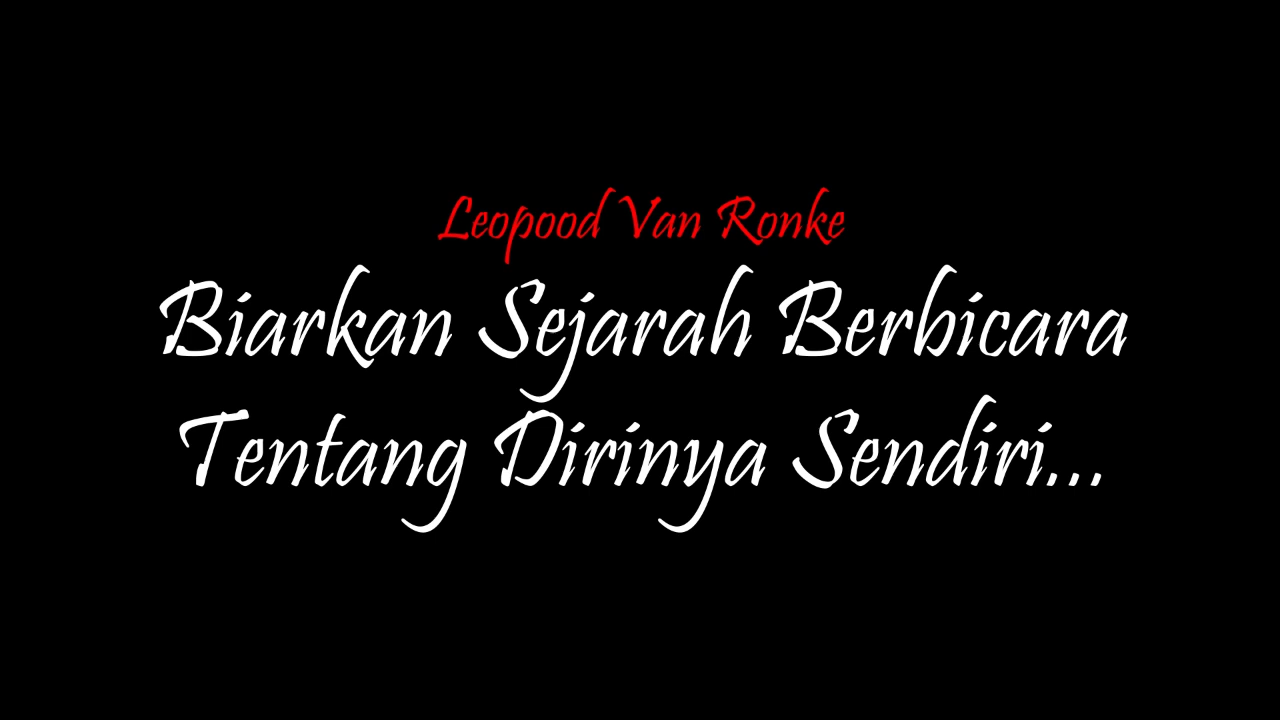 Leopood Van Ronke
Biarkan Sejarah Berbicara
Tentang Dirinya Sendiri...